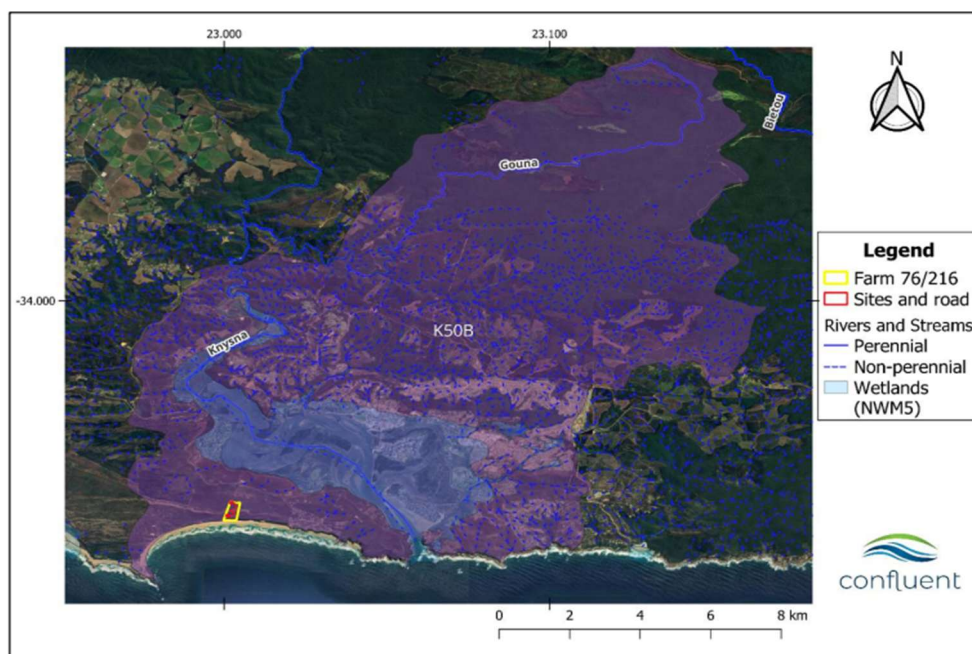 23.000
23.100
N
Bietou
Gouna
-34.000
K50B
Knysna
Legend
Farm 76/216
Sites and road
Rivers and Streams
Perennial
Non-perennial
Wetlands
(NWM5)
confluent
0 2 4 6 8 km